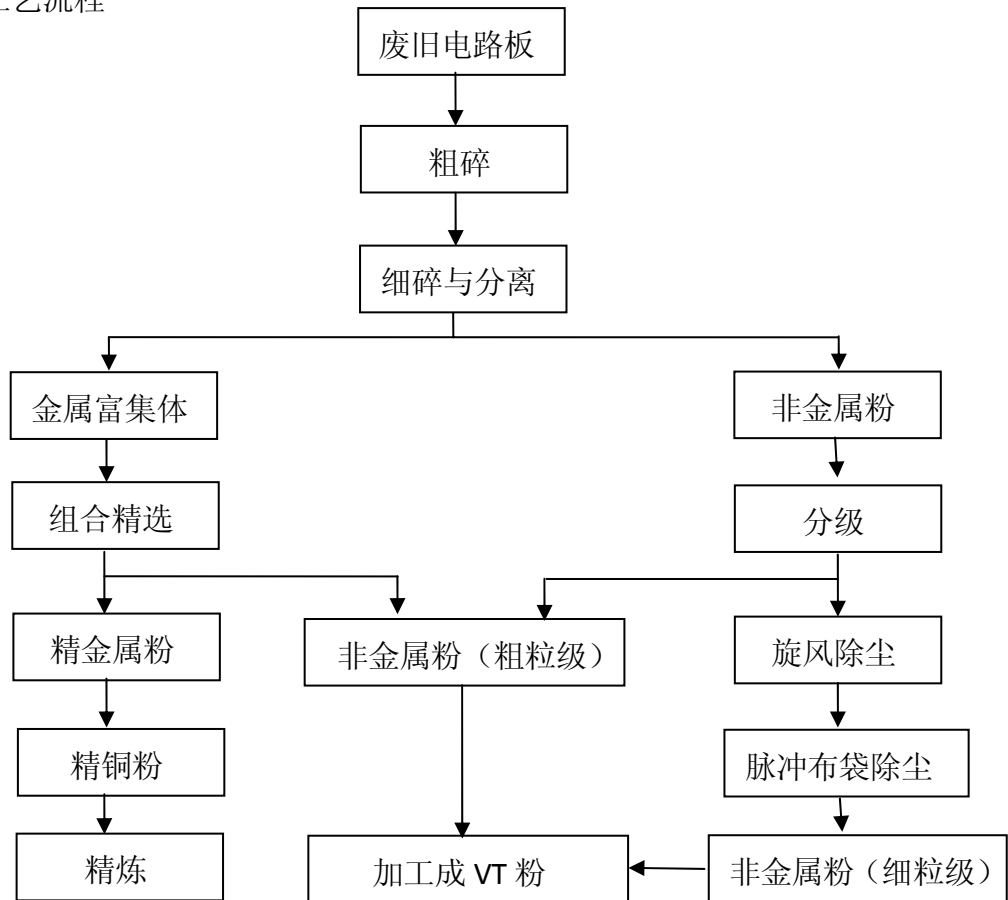 工艺流程
废旧电路板
粗碎
细碎与分离
金属富集体
非金属粉
组合精选
分级
精金属粉
非金属粉（粗粒级）
旋风除尘
精铜粉
脉冲布袋除尘
精炼
加工成 VT 粉
非金属粉（细粒级）